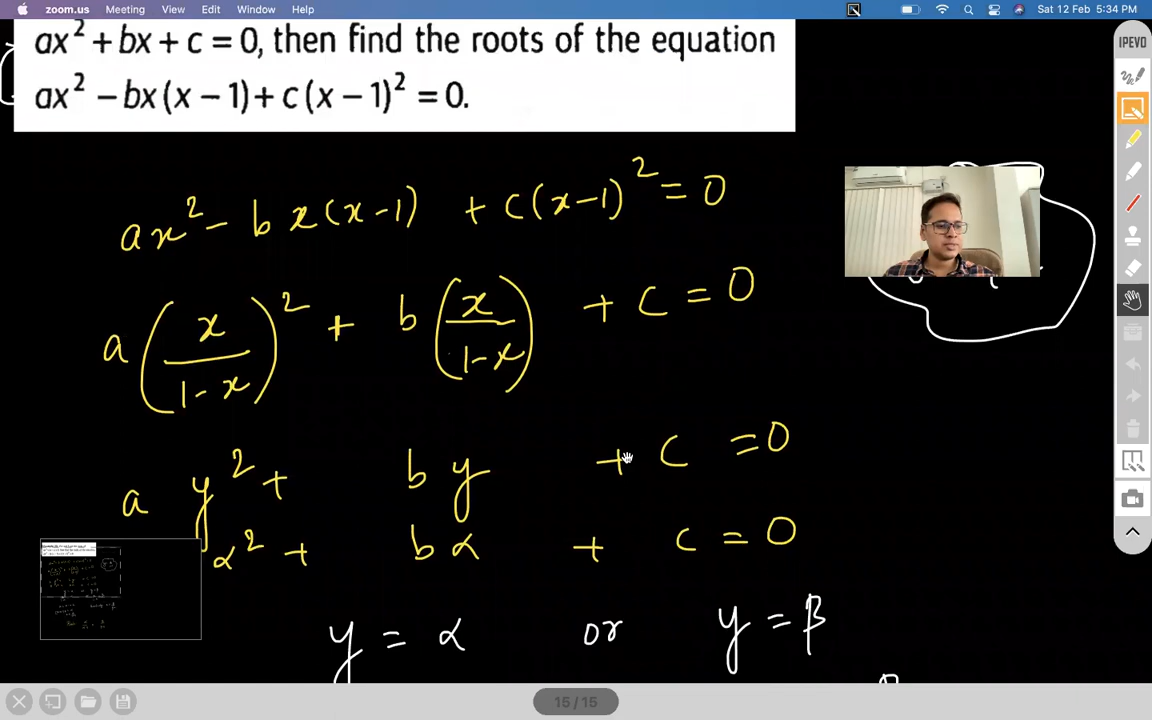 zoom.us Meeting View Edit Window Help Sat 12 Feb 5:34 PM
IPEVO
ax² + bx + c = 0, then find the roots of the equation
ax² − bx(x − 1) + c(x − 1)² = 0.
ax² − bx(x−1) + c(x−1)² = 0
a(x/(1−x))² + b(x/(1−x)) + c = 0
a y² + b y + c = 0
α² + b α + c = 0
y = α or y = β
15 / 15